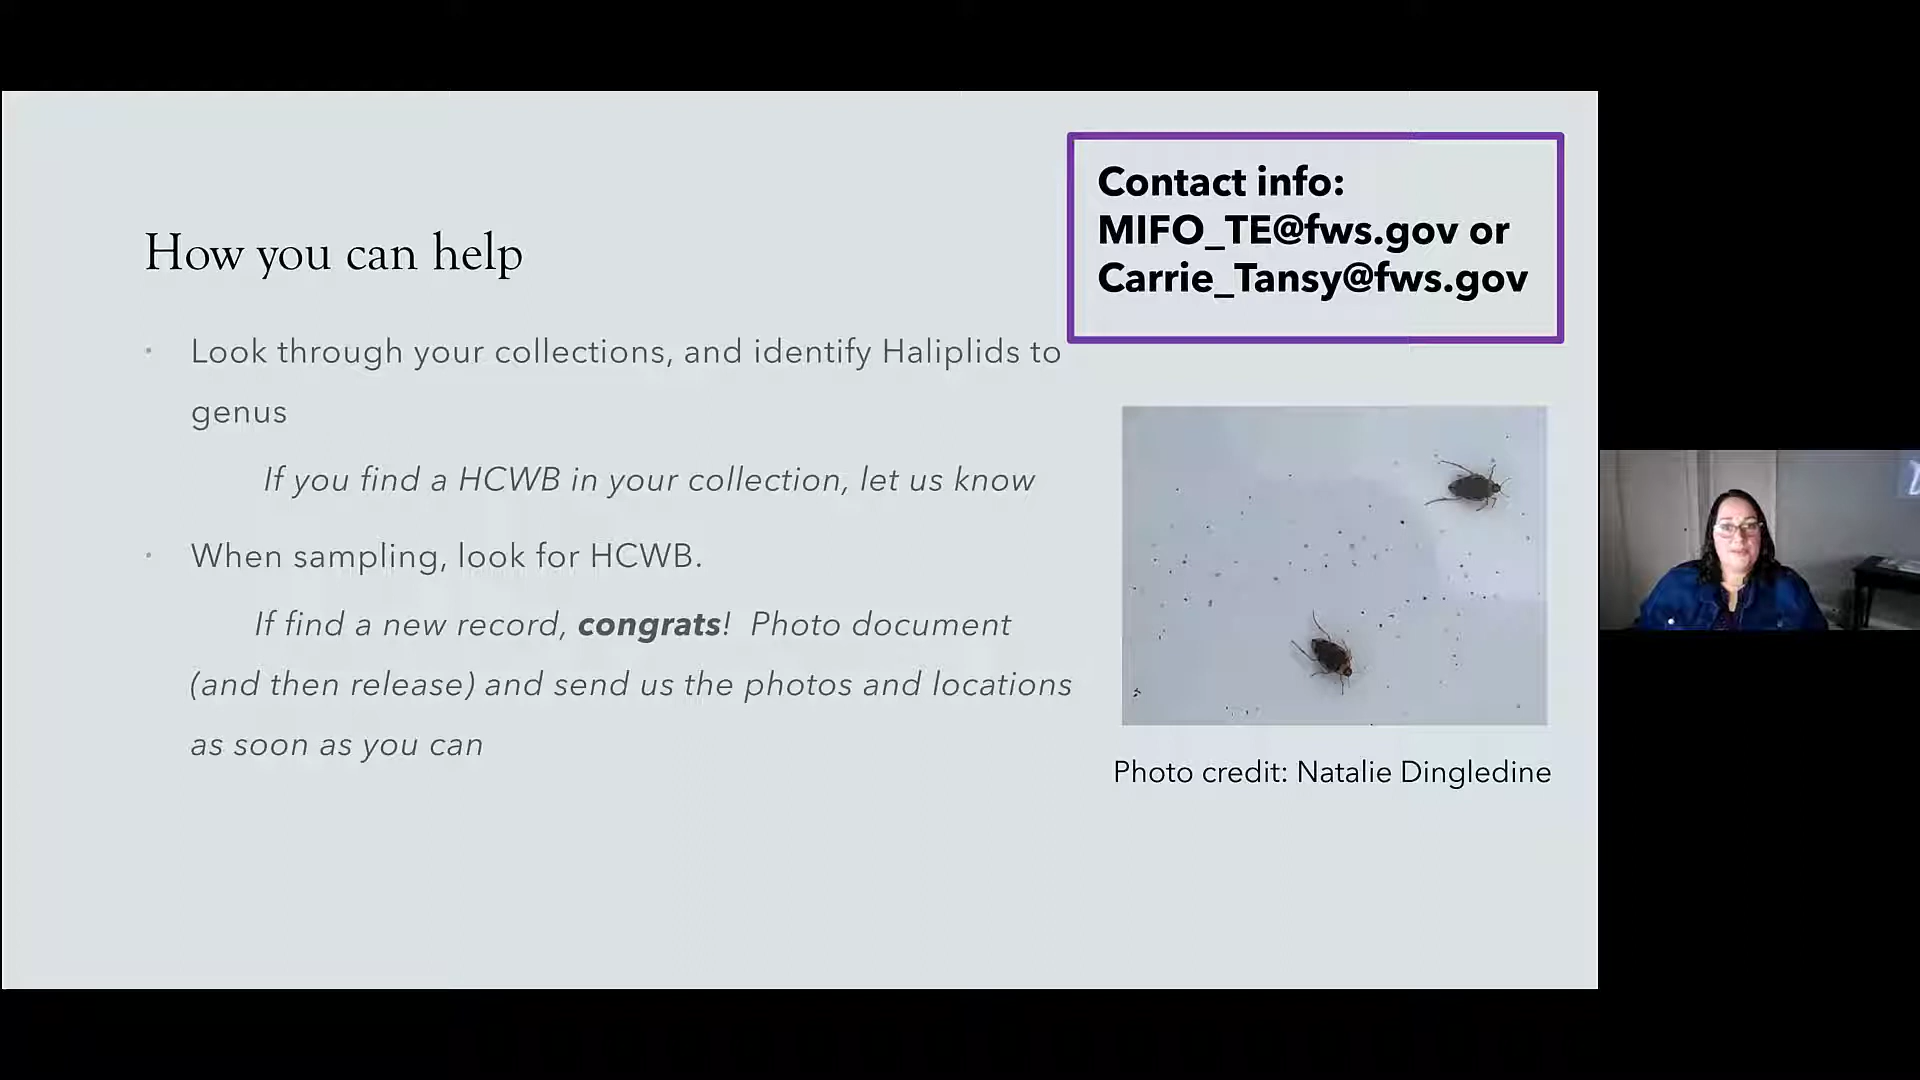 How you can help
• Look through your collections, and identify Haliplids to
genus
If you find a HCWB in your collection, let us know
• When sampling, look for HCWB.
If find a new record, congrats! Photo document
(and then release) and send us the photos and locations
as soon as you can
Contact info:
MIFO_TE@fws.gov or
Carrie_Tansy@fws.gov
Photo credit: Natalie Dingledine